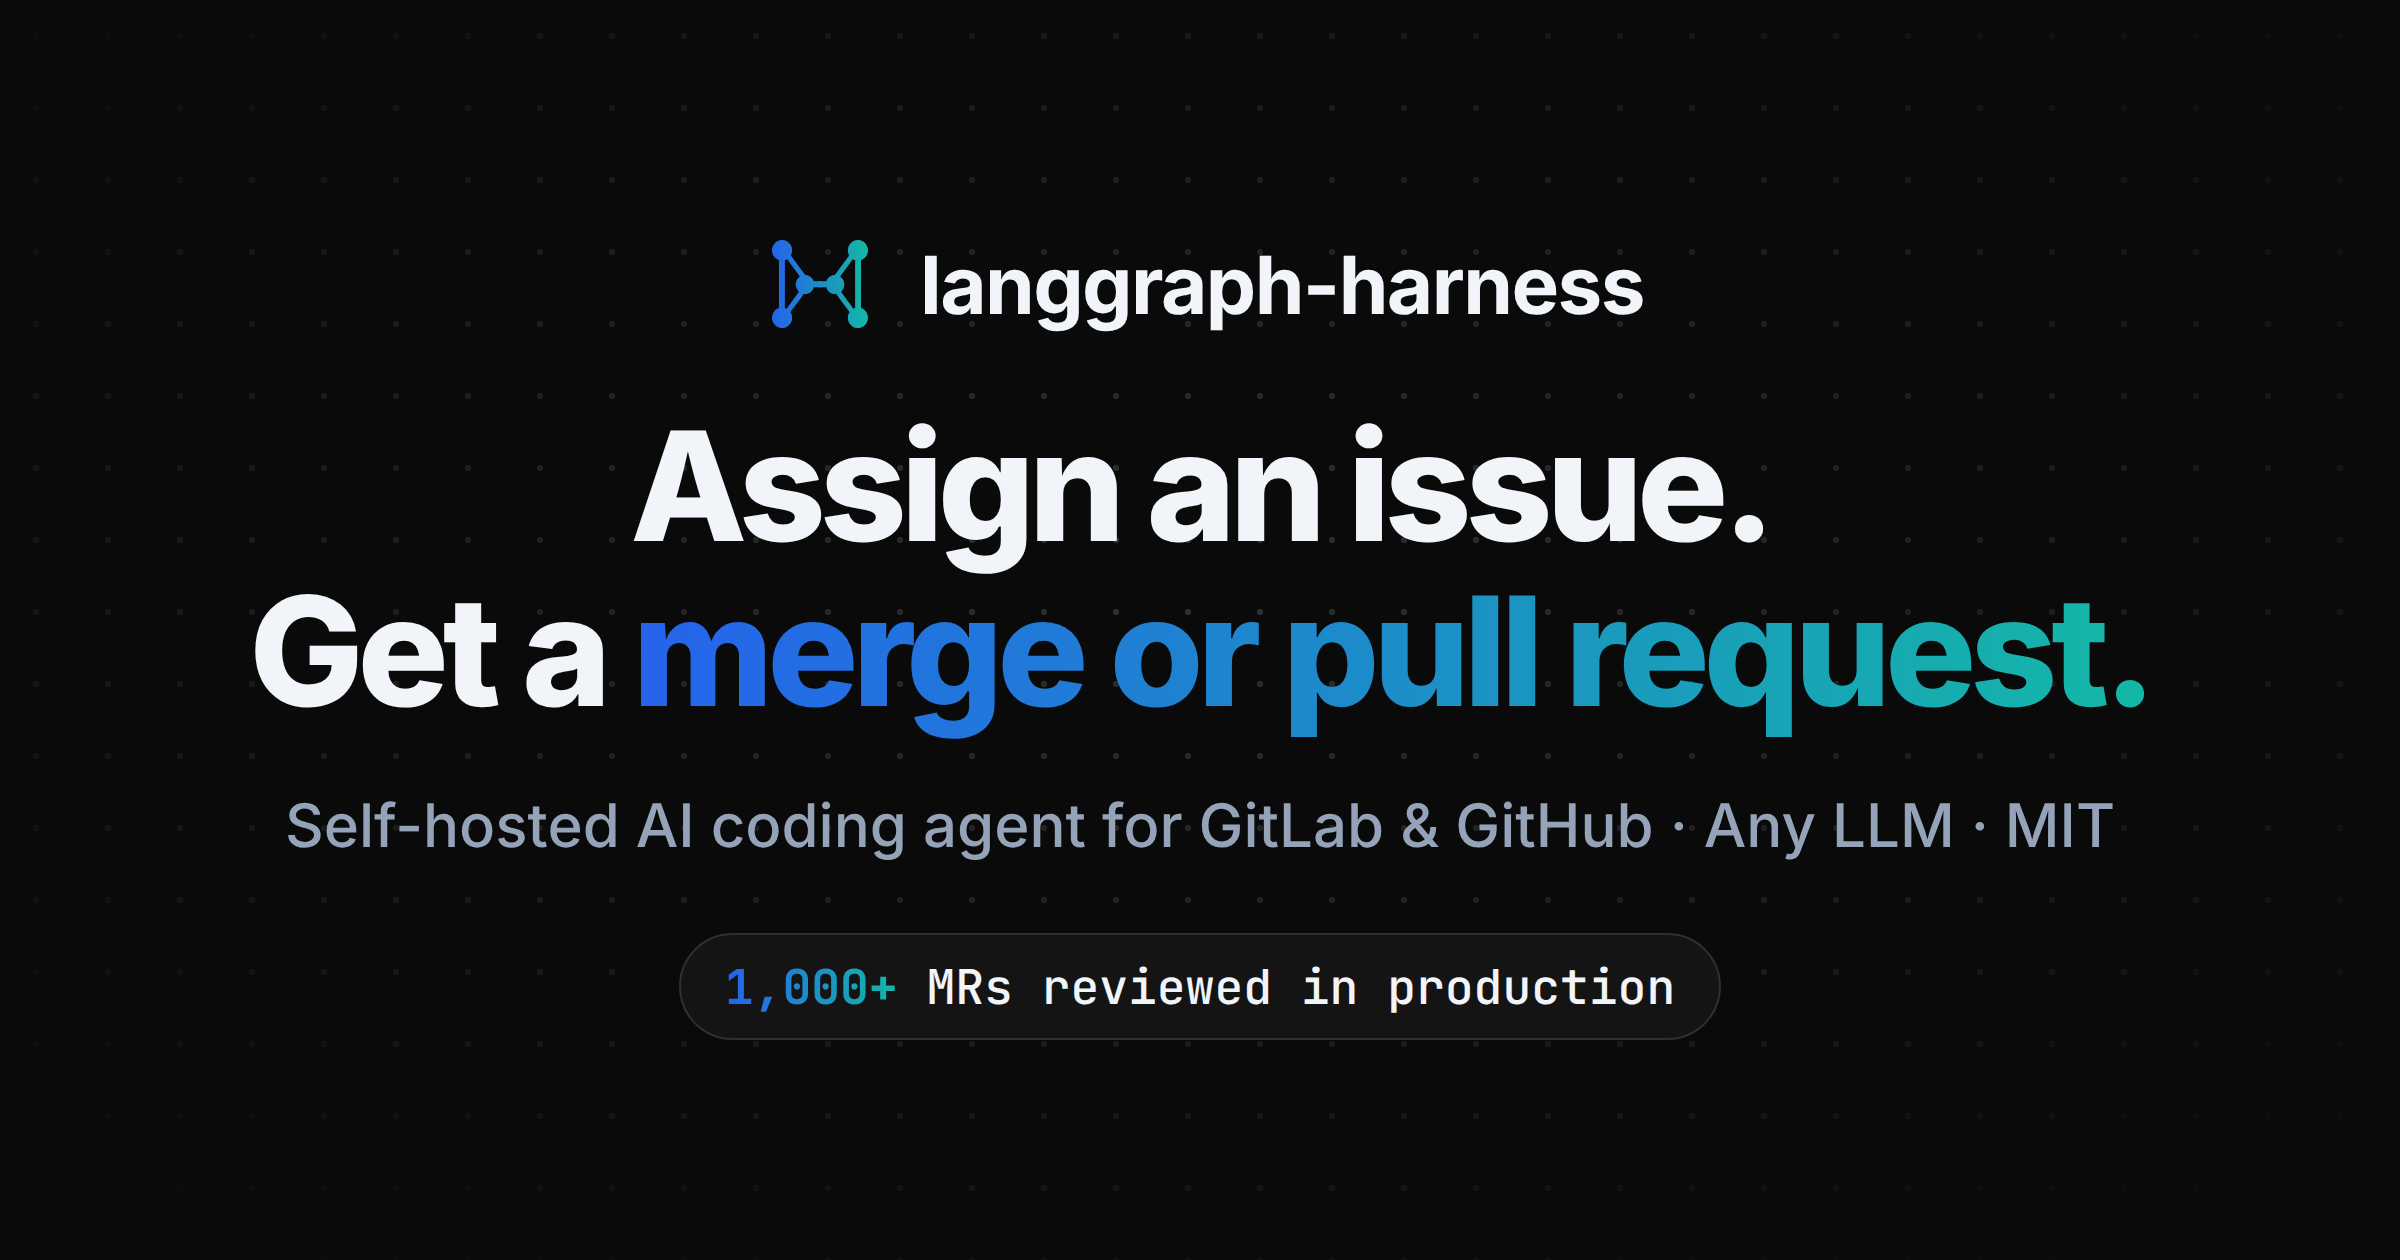 langgraph-harness
Assign an issue.
Get a merge or pull request.
Self-hosted AI coding agent for GitLab & GitHub · Any LLM · MIT
1,000+ MRs reviewed in production